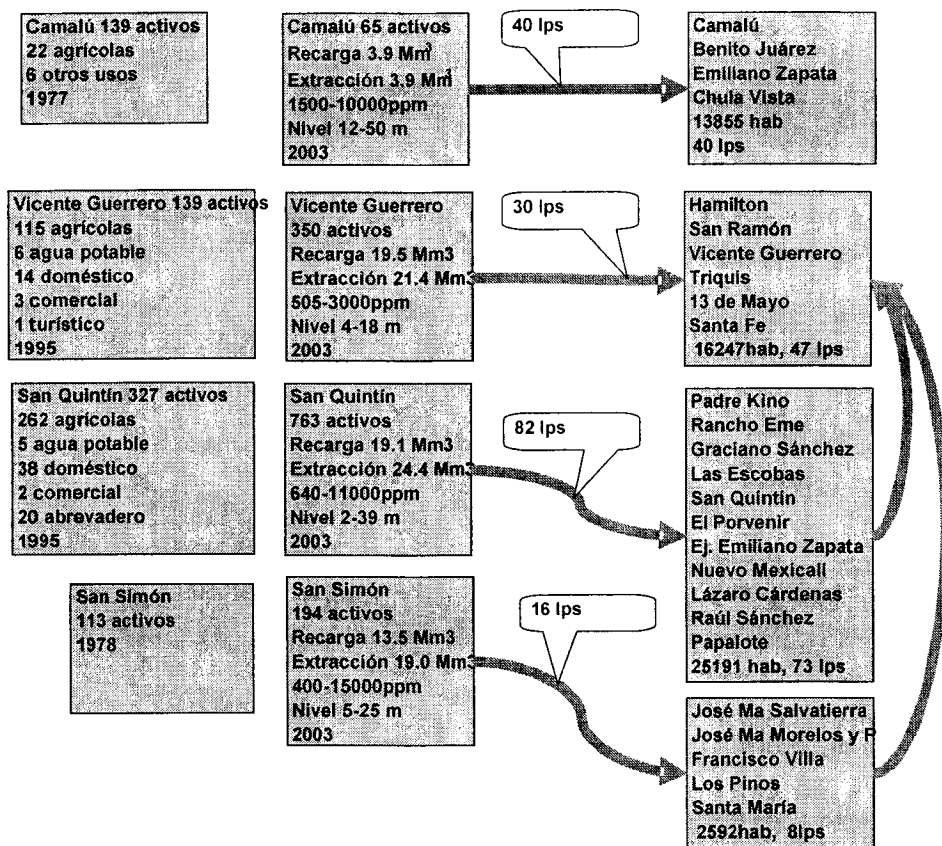 Camalú 139 activos
22 agrícolas
6 otros usos
1977
Camalú 65 activos
Recarga 3.9 Mm3
Extracción 3.9 Mm3
1500-10000ppm
Nivel 12-50 m
2003
40 lps
Camalú
Benito Juárez
Emiliano Zapata
Chula Vista
13855 hab
40 lps
Vicente Guerrero 139 activos
115 agrícolas
6 agua potable
14 doméstico
3 comercial
1 turístico
1995
Vicente Guerrero
350 activos
Recarga 19.5 Mm3
Extracción 21.4 Mm3
505-3000ppm
Nivel 4-18 m
2003
30 lps
Hamilton
San Ramón
Vicente Guerrero
Triquis
13 de Mayo
Santa Fe
16247hab, 47 lps
San Quintín 327 activos
262 agrícolas
5 agua potable
38 doméstico
2 comercial
20 abrevadero
1995
San Quintín
763 activos
Recarga 19.1 Mm3
Extracción 24.4 Mm3
640-11000ppm
Nivel 2-39 m
2003
82 lps
Padre Kino
Rancho Eme
Graciano Sánchez
Las Escobas
San Quintín
El Porvenir
Ej. Emiliano Zapata
Nuevo Mexicali
Lázaro Cárdenas
Raúl Sánchez
Papalote
25191 hab, 73 lps
San Simón
113 activos
1978
San Simón
194 activos
Recarga 13.5 Mm3
Extracción 19.0 Mm3
400-15000ppm
Nivel 5-25 m
2003
16 lps
José Ma Salvatierra
José Ma Morelos y P
Francisco Villa
Los Pinos
Santa María
2592hab, 8lps